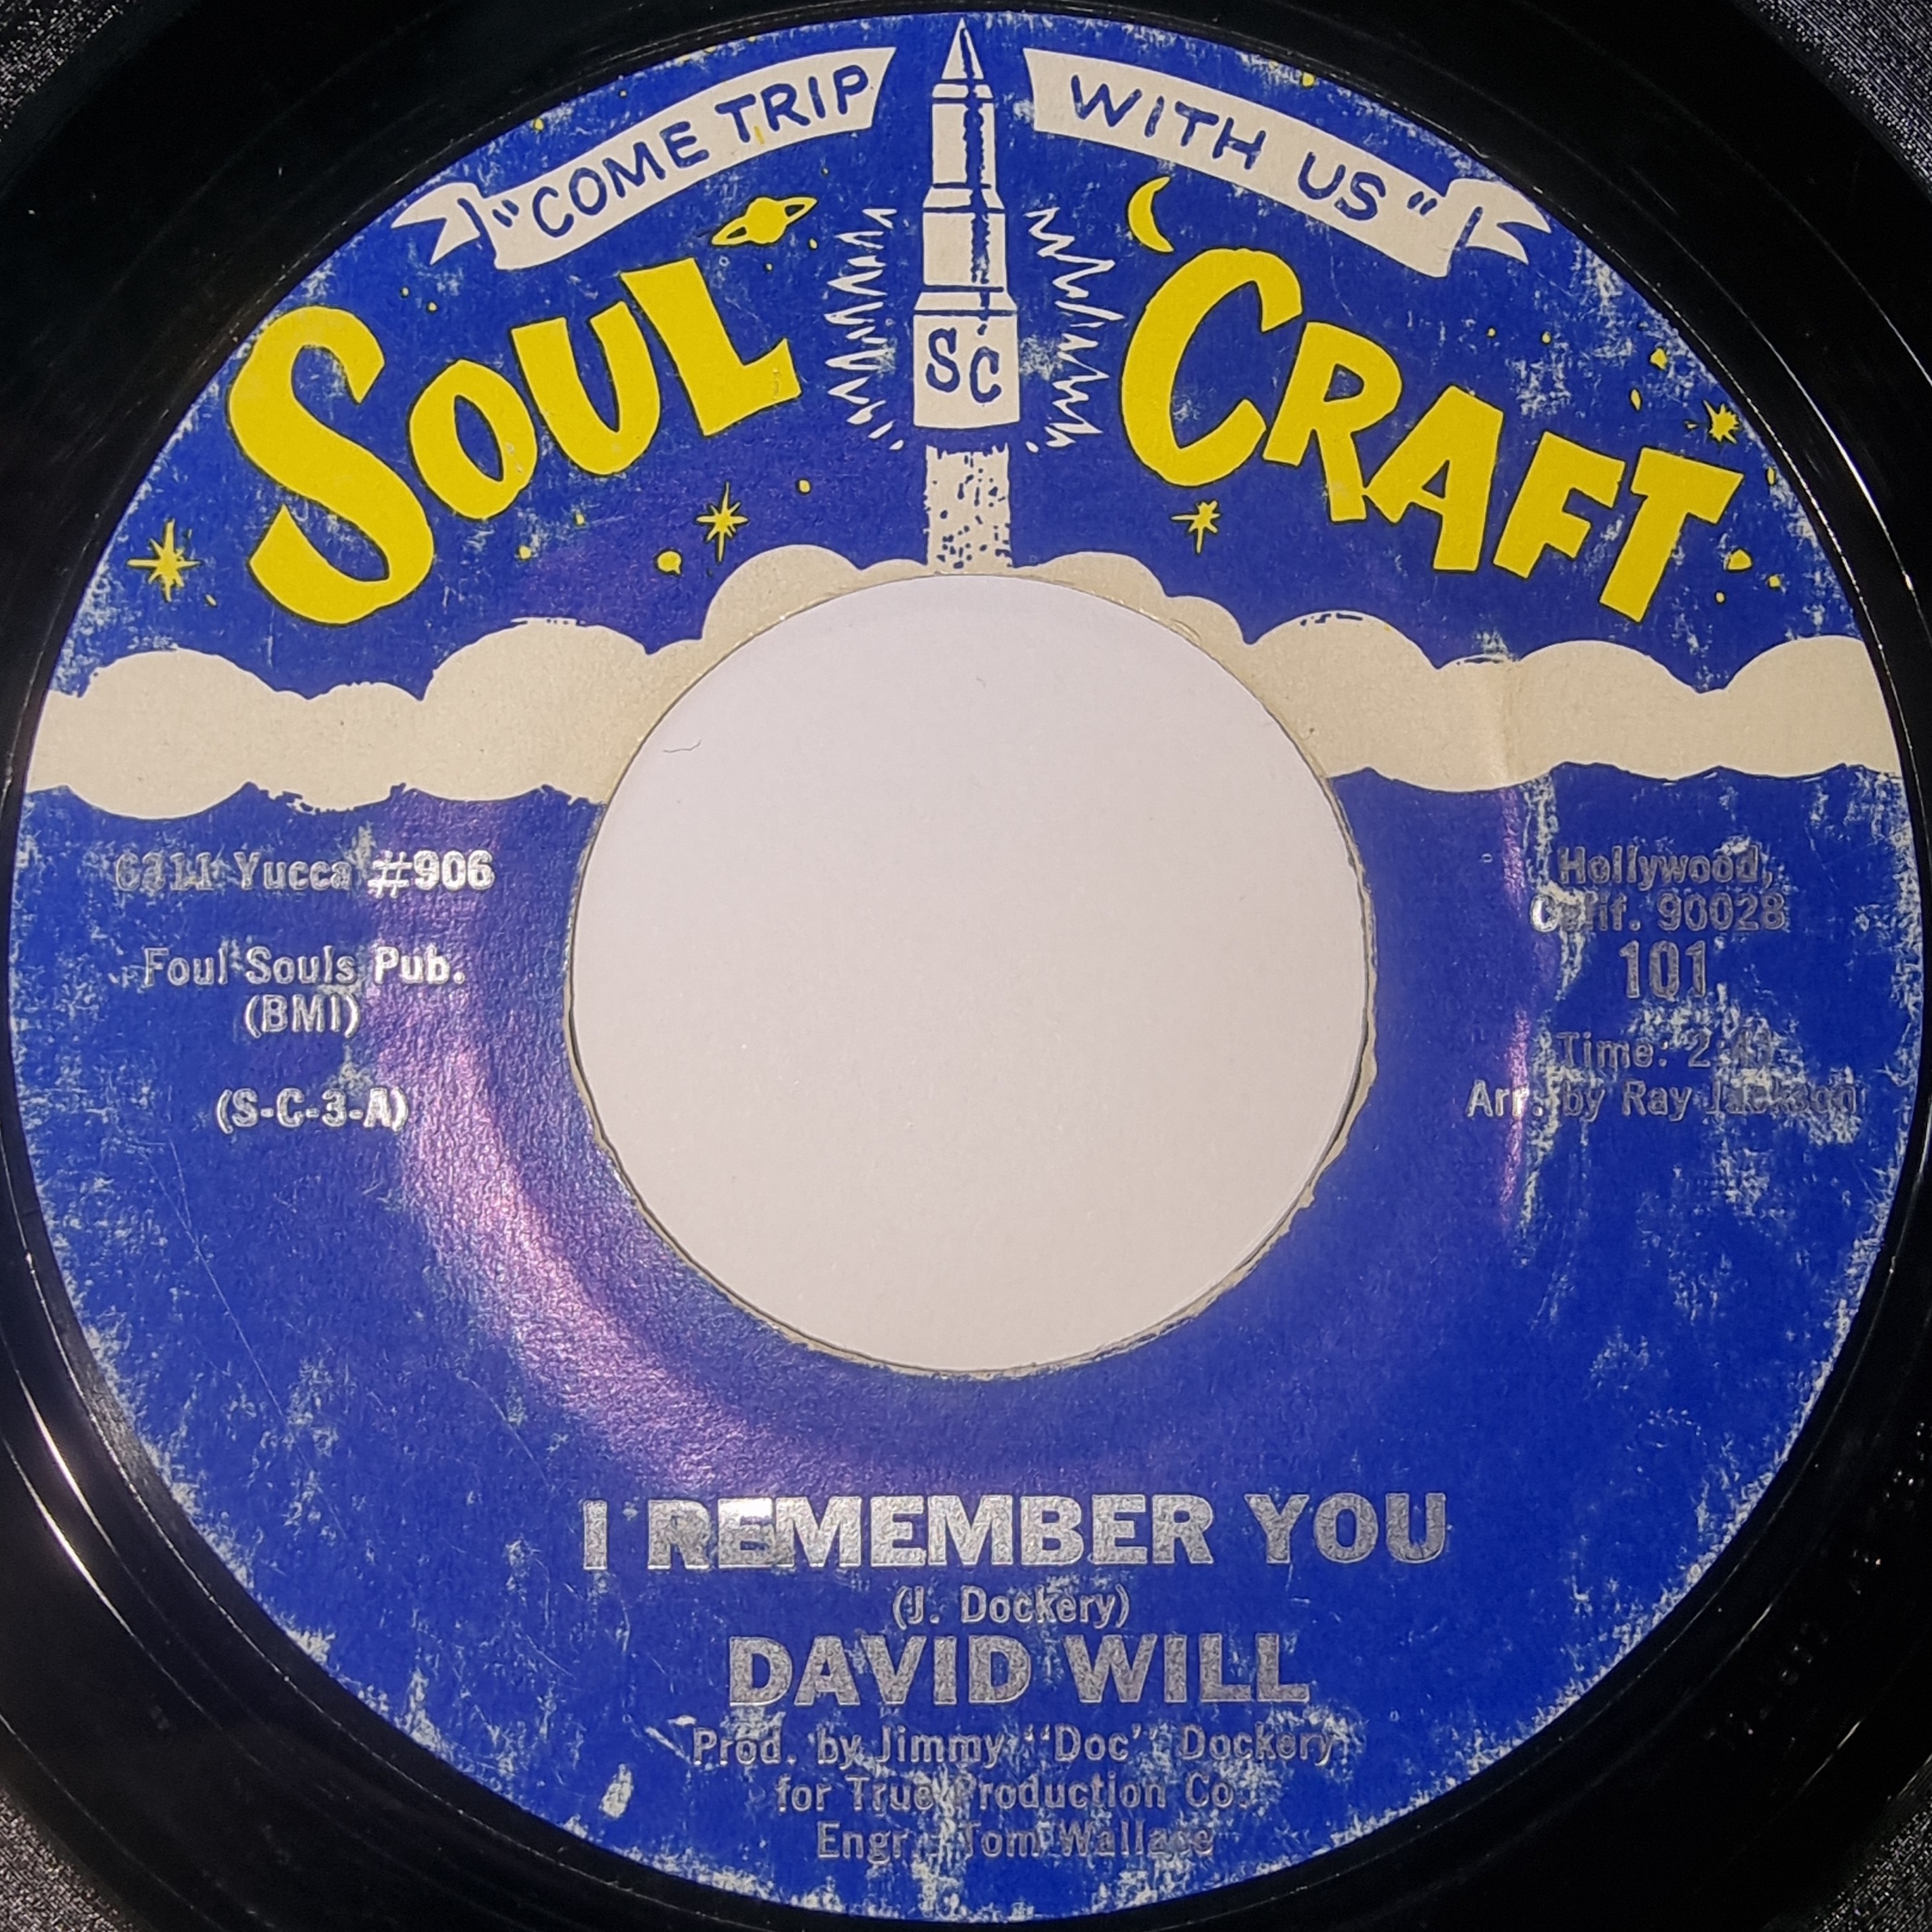 "COME TRIP WITH US"
SOUL CRAFT
SC
Yucca #906
Foul Souls Pub.
(BMI)
(S-C-3-A)
Hollywood,
Calif. 90028
101
Time:
Arr. by Ray Jackson
I REMEMBER YOU
(J. Dockery)
DAVID WILL
Prod. by Jimmy "Doc" Dockery
for True Production Co.
Engr.: Tom Wallace